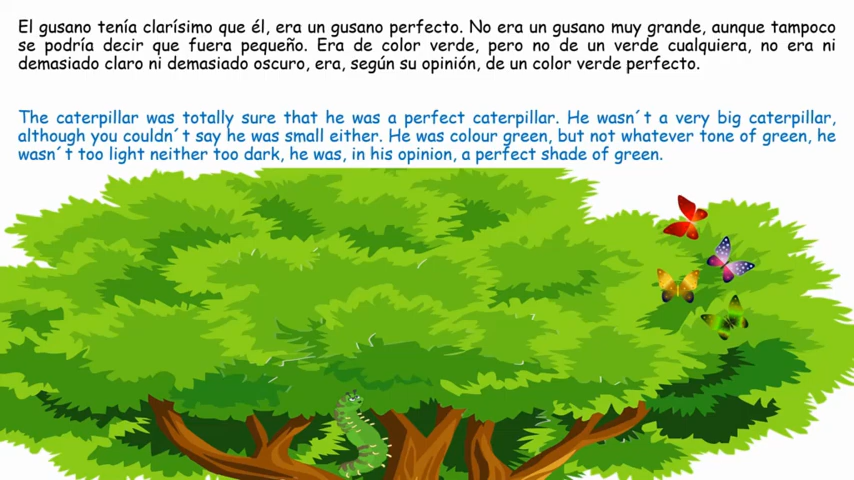 El gusano tenía clarísimo que él, era un gusano perfecto. No era un gusano muy grande, aunque tampoco
se podría decir que fuera pequeño. Era de color verde, pero no de un verde cualquiera, no era ni
demasiado claro ni demasiado oscuro, era, según su opinión, de un color verde perfecto.
The caterpillar was totally sure that he was a perfect caterpillar. He wasn´t a very big caterpillar,
although you couldn´t say he was small either. He was colour green, but not whatever tone of green, he
wasn´t too light neither too dark, he was, in his opinion, a perfect shade of green.